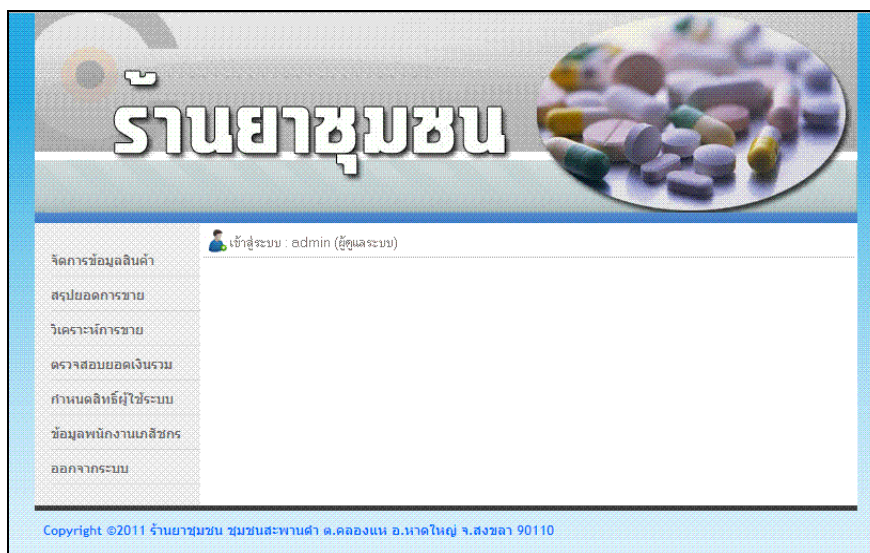 ร้านยาชุมชน
เข้าสู่ระบบ : admin (ผู้ดูแลระบบ)
จัดการข้อมูลสินค้า
สรุปยอดการขาย
วิเคราะห์การขาย
ตรวจสอบยอดเงินรวม
กำหนดสิทธิ์ผู้ใช้ระบบ
ข้อมูลพนักงานเภสัชกร
ออกจากระบบ
Copyright ©2011 ร้านยาชุมชน ชุมชนสะพานดำ ต.คลองแห อ.หาดใหญ่ จ.สงขลา 90110